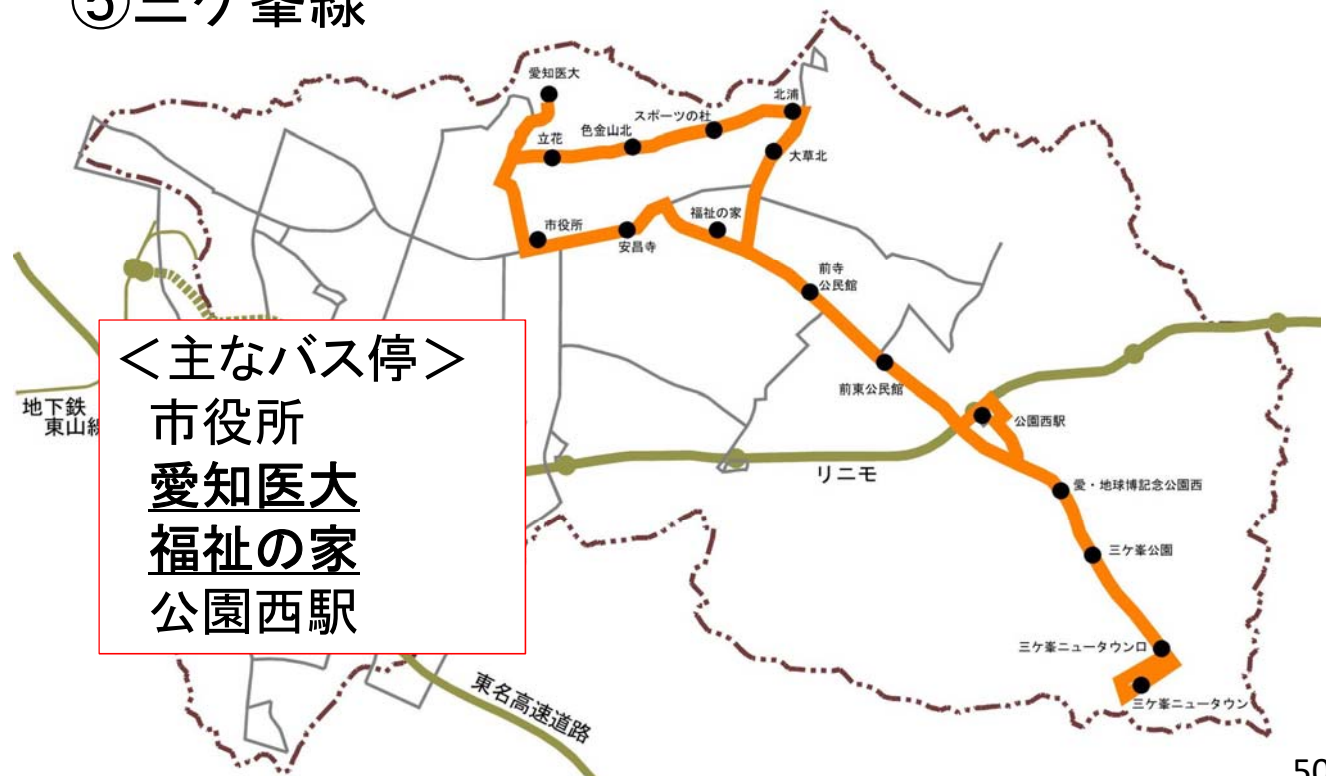 ⑤三ケ峯線
愛知医大
北浦
スポーツの杜
色金山北
立花
大草北
福祉の家
市役所
安昌寺
前寺
公民館
＜主なバス停＞
市役所
愛知医大
福祉の家
公園西駅
前東公民館
地下鉄
東山線
公園西駅
リニモ
愛・地球博記念公園西
三ケ峯公園
三ケ峯ニュータウン口
東名高速道路
三ケ峯ニュータウン
50